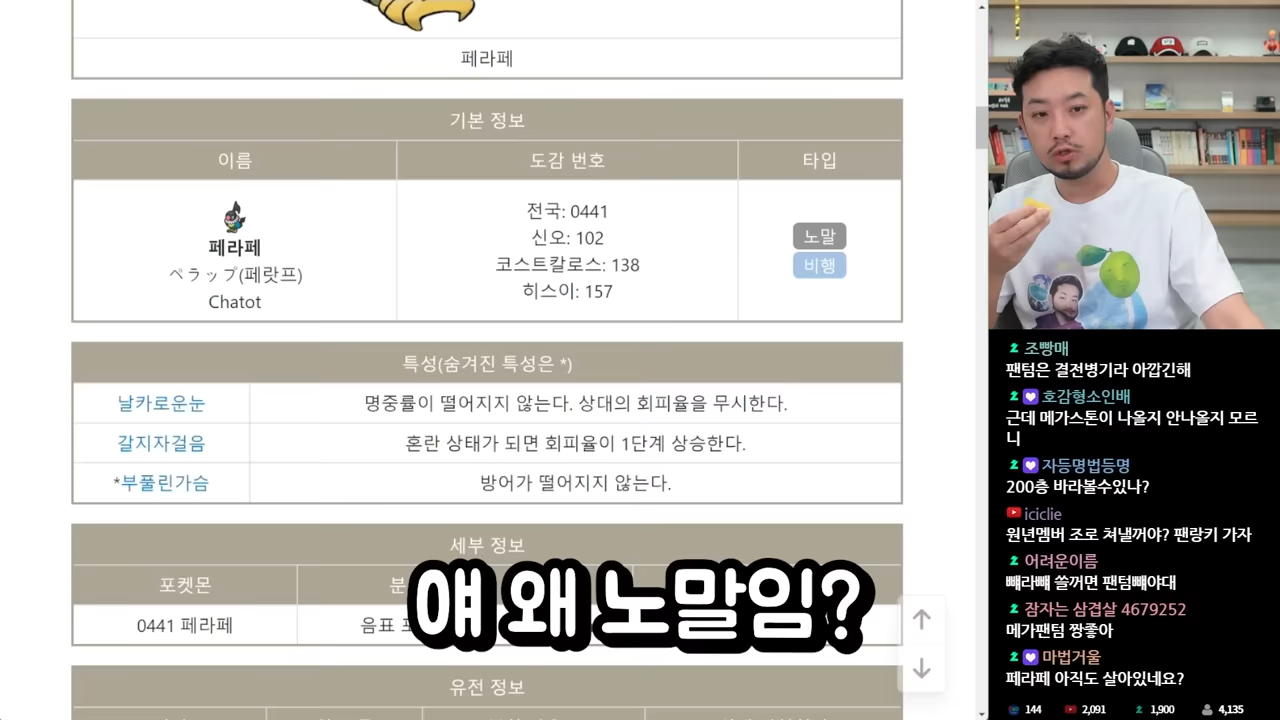 페라페
기본 정보
이름
도감 번호
타입
페라페
ペラップ(페랏프)
Chatot
전국: 0441
신오: 102
코스트칼로스: 138
히스이: 157
노말
비행
특성(숨겨진 특성은 *)
날카로운눈
명중률이 떨어지지 않는다. 상대의 회피율을 무시한다.
갈지자걸음
혼란 상태가 되면 회피율이 1단계 상승한다.
*부풀린가슴
방어가 떨어지지 않는다.
세부 정보
포켓몬
분
0441 페라페
음표
얘 왜 노말임?
유전 정보
조빵매
팬텀은 결전병기라 아깝긴해
호감형소인배
근데 메가스톤이 나올지 안나올지 모르
니
자등명법등명
200층 바라볼수있나?
iciclie
원년멤버 조로 쳐낼꺼야? 팬랑키 가자
어려운이름
빼라빼 쓸꺼면 팬텀빼야대
잠자는 삼겹살 4679252
메가팬텀 짱좋아
마법거울
페라페 아직도 살아있네요?
144
2,091
1,900
4,135